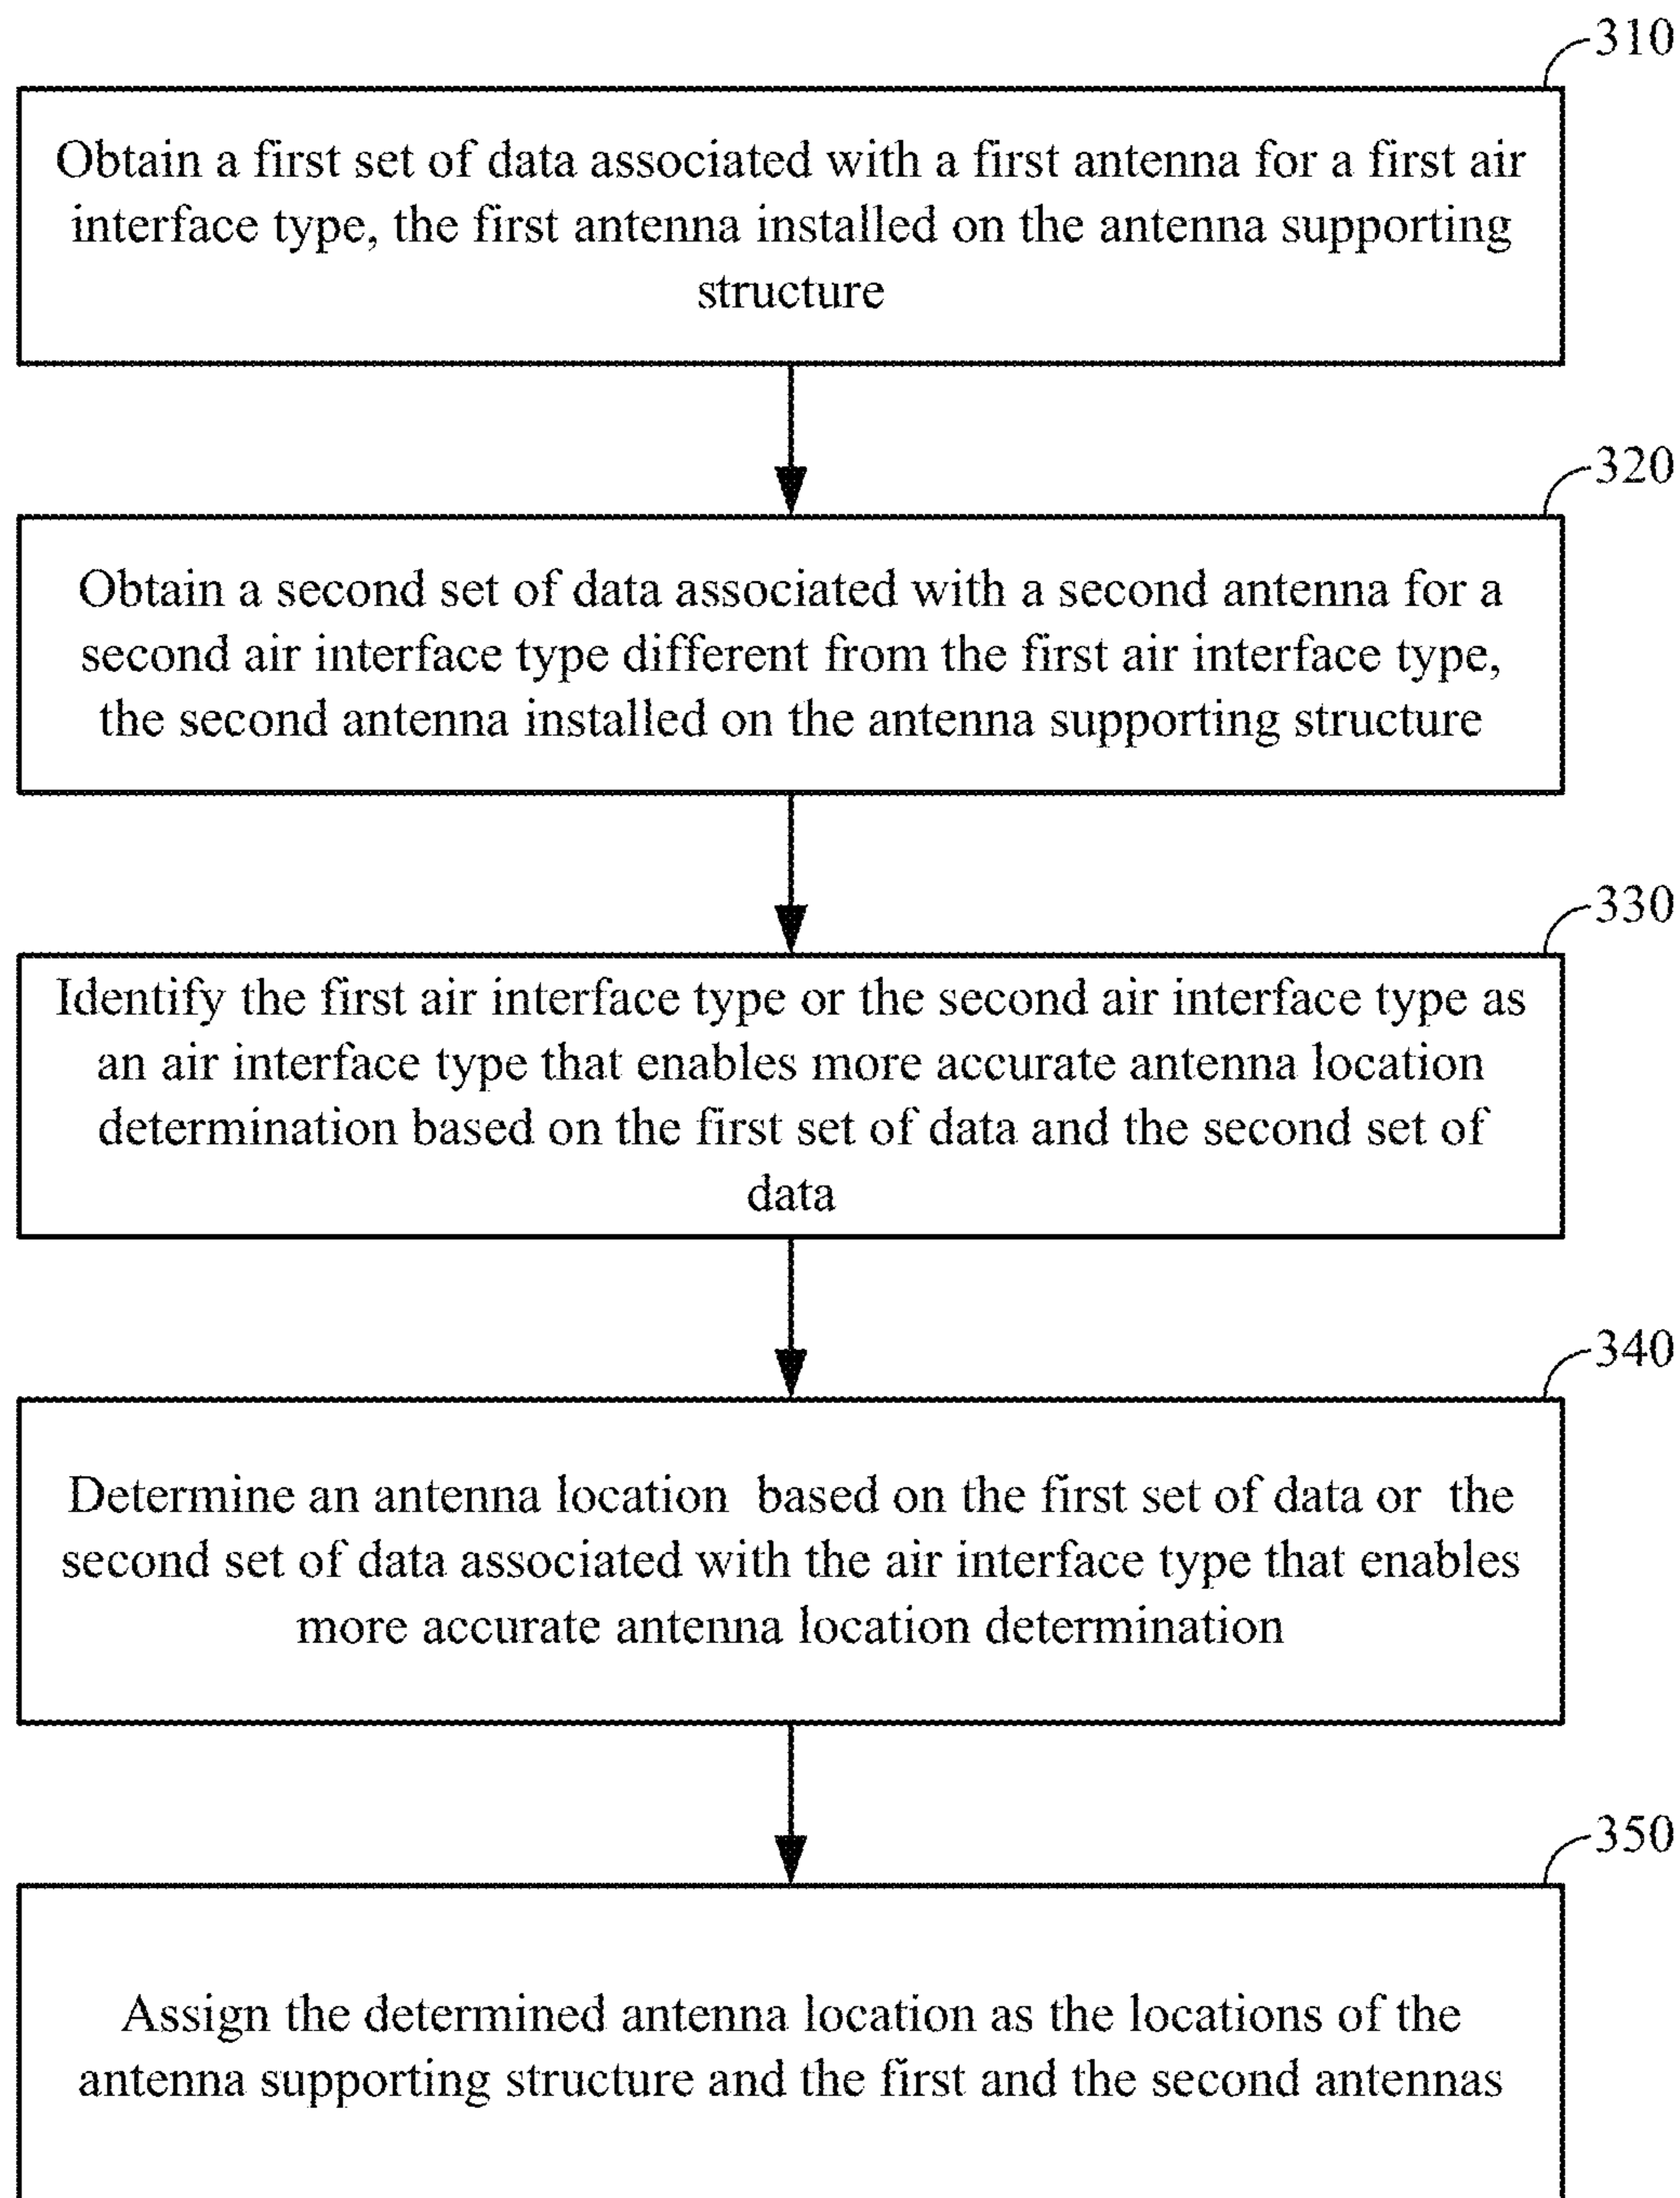 310
Obtain a first set of data associated with a first antenna for a first air
interface type, the first antenna installed on the antenna supporting
structure
320
Obtain a second set of data associated with a second antenna for a
second air interface type different from the first air interface type,
the second antenna installed on the antenna supporting structure
330
Identify the first air interface type or the second air interface type as
an air interface type that enables more accurate antenna location
determination based on the first set of data and the second set of
data
340
Determine an antenna location based on the first set of data or the
second set of data associated with the air interface type that enables
more accurate antenna location determination
350
Assign the determined antenna location as the locations of the
antenna supporting structure and the first and the second antennas